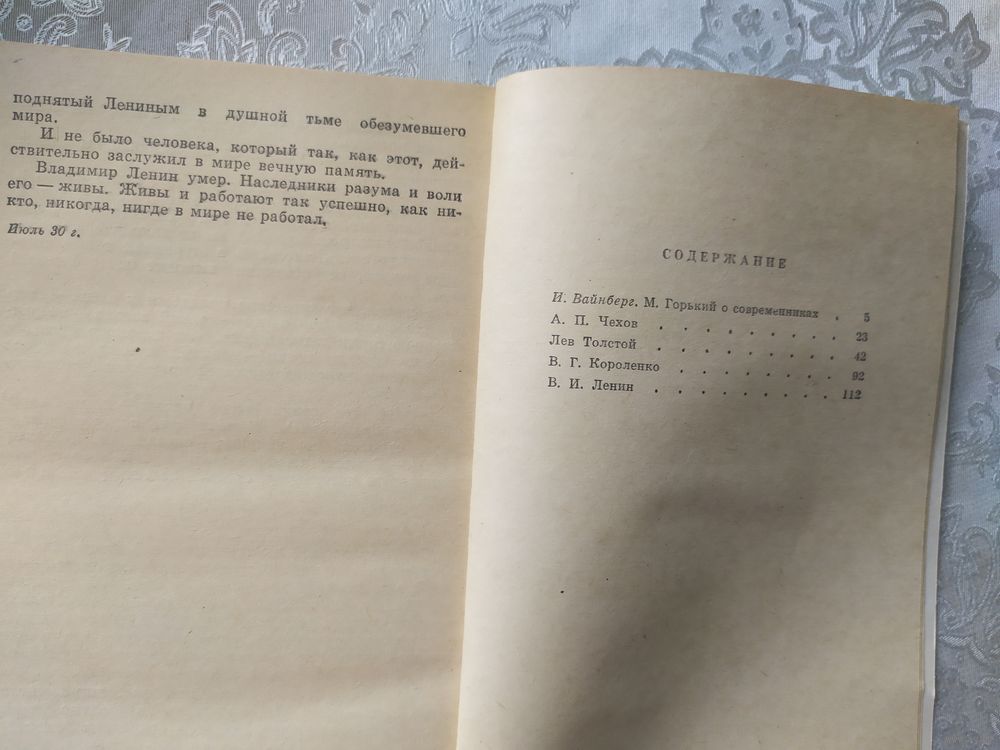 поднятый Лениным в душной тьме обезумевшего
мира.
И не было человека, который так, как этот, дей-
ствительно заслужил в мире вечную память.
Владимир Ленин умер. Наследники разума и воли
его — живы. Живы и работают так успешно, как ни-
кто, никогда, нигде в мире не работал.
Июль 30 г.
СОДЕРЖАНИЕ
И. Вайнберг. М. Горький о современниках . 5
А. П. Чехов . . . . . . . . . 23
Лев Толстой . . . . . . . . . 42
В. Г. Короленко . . . . . . . . 92
В. И. Ленин . . . . . . . . . 112